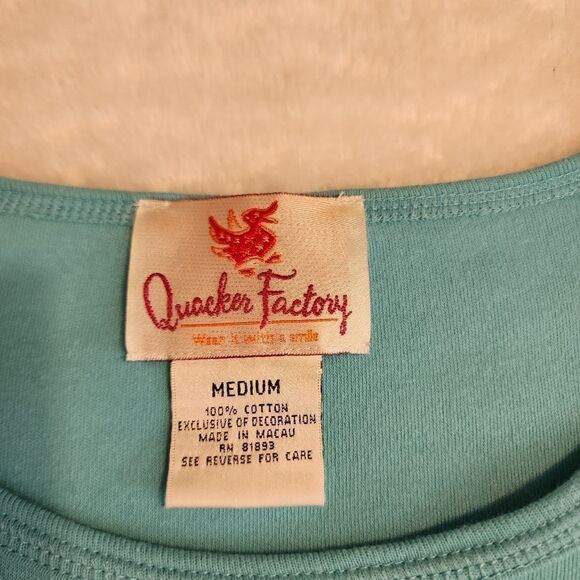 Quacker Factory
Wear it with a smile
MEDIUM
100% COTTON
EXCLUSIVE OF DECORATION
MADE IN MACAU
RN 81893
SEE REVERSE FOR CARE